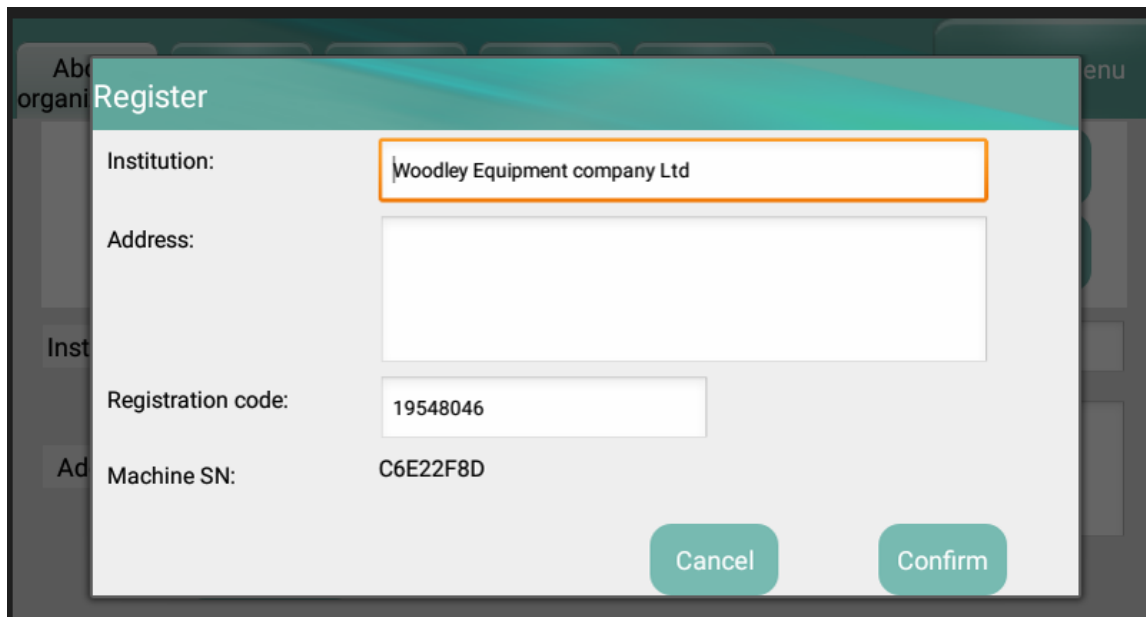 Register
Institution:
Woodley Equipment company Ltd
Address:
Registration code:
19548046
Machine SN:
C6E22F8D
Cancel
Confirm